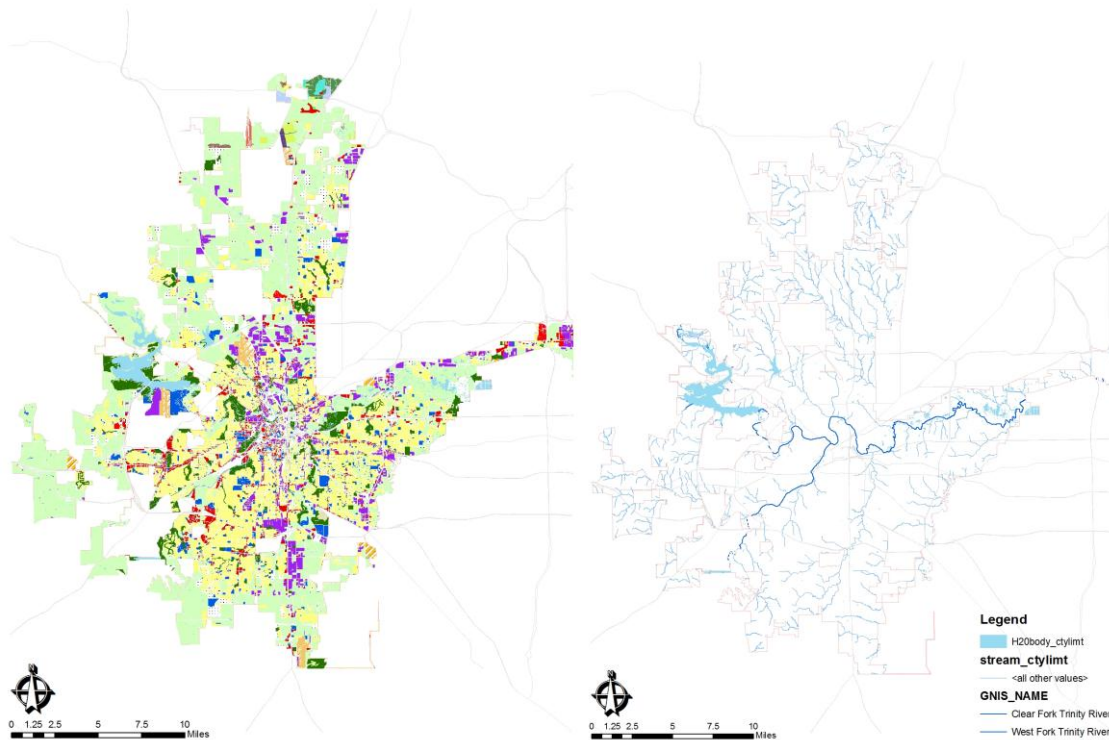 0 1.25 2.5 5 7.5 10
Miles
0 1.25 2.5 5 7.5 10
Miles
Legend
H20body_ctylimt
stream_ctylimt
<all other values>
GNIS_NAME
Clear Fork Trinity River
West Fork Trinity River